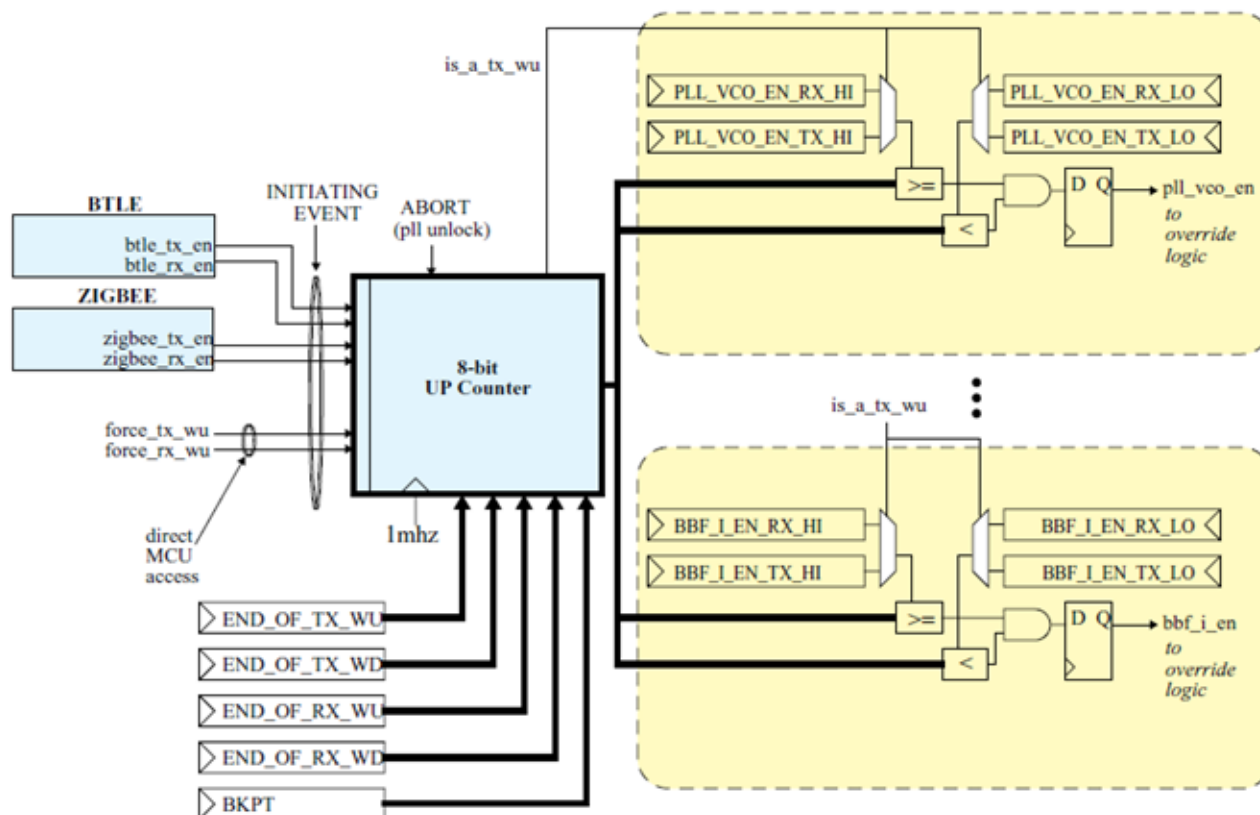 is_a_tx_wu
PLL_VCO_EN_RX_HI
PLL_VCO_EN_RX_LO
PLL_VCO_EN_TX_HI
PLL_VCO_EN_TX_LO
>=
<
D Q
pll_vco_en
to
override
logic
BTLE
btle_tx_en
btle_rx_en
ZIGBEE
zigbee_tx_en
zigbee_rx_en
INITIATING
EVENT
ABORT
(pll unlock)
8-bit
UP Counter
force_tx_wu
force_rx_wu
direct
MCU
access
1mhz
is_a_tx_wu
BBF_I_EN_RX_HI
BBF_I_EN_RX_LO
BBF_I_EN_TX_HI
BBF_I_EN_TX_LO
>=
<
D Q
bbf_i_en
to
override
logic
END_OF_TX_WU
END_OF_TX_WD
END_OF_RX_WU
END_OF_RX_WD
BKPT